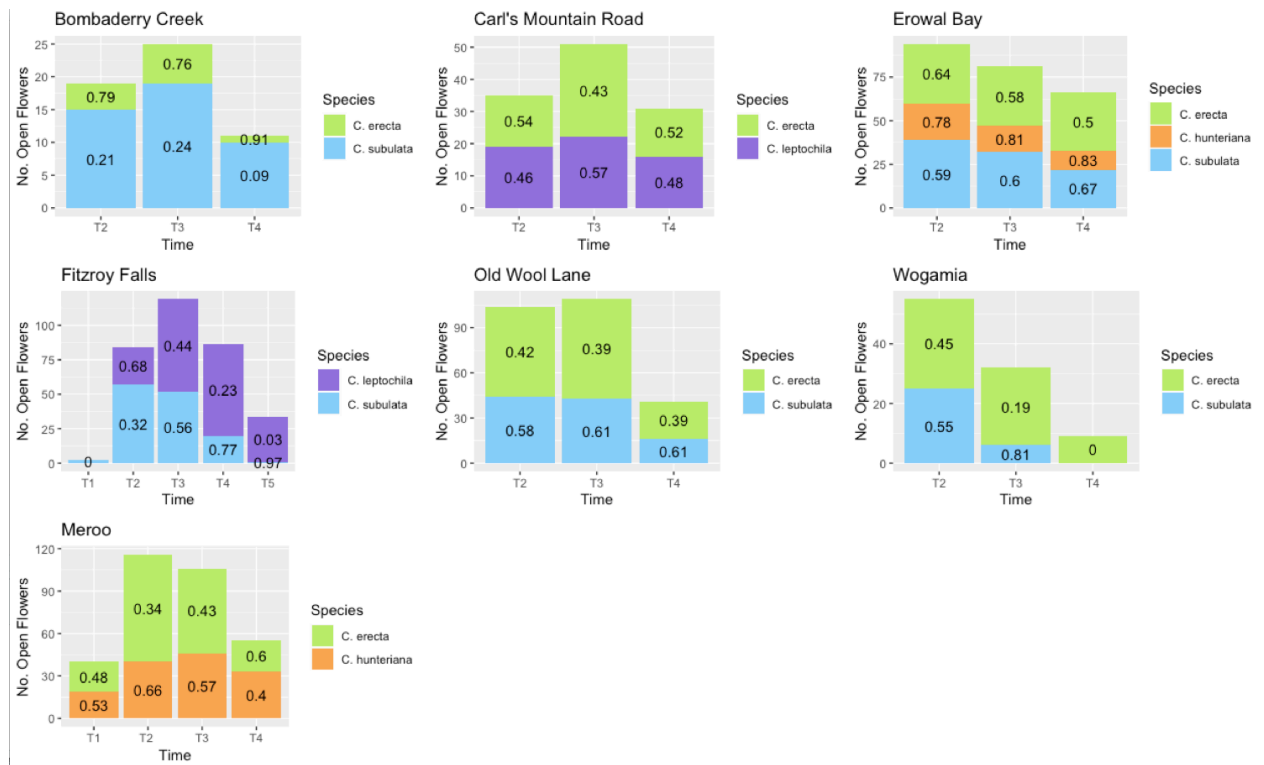 Bombaderry Creek
No. Open Flowers
25
20
15
10
5
0
0.79
0.76
0.91
0.21
0.24
0.09
T2 T3 T4
Time
Species
C. erecta
C. subulata
Carl's Mountain Road
No. Open Flowers
50
40
30
20
10
0
0.54
0.43
0.52
0.46
0.57
0.48
T2 T3 T4
Time
Species
C. erecta
C. leptochila
Erowal Bay
No. Open Flowers
75
50
25
0
0.64
0.58
0.5
0.78
0.81
0.83
0.59
0.6
0.67
T2 T3 T4
Time
Species
C. erecta
C. hunteriana
C. subulata
Fitzroy Falls
No. Open Flowers
100
75
50
25
0
0
0.68
0.44
0.23
0.03
0.32
0.56
0.77
0.97
T1 T2 T3 T4 T5
Time
Species
C. leptochila
C. subulata
Old Wool Lane
No. Open Flowers
90
60
30
0
0.42
0.39
0.39
0.58
0.61
0.61
T2 T3 T4
Time
Species
C. erecta
C. subulata
Wogamia
No. Open Flowers
40
20
0
0.45
0.19
0
0.55
0.81
T2 T3 T4
Time
Species
C. erecta
C. subulata
Meroo
No. Open Flowers
120
90
60
30
0
0.48
0.34
0.43
0.6
0.53
0.66
0.57
0.4
T1 T2 T3 T4
Time
Species
C. erecta
C. hunteriana